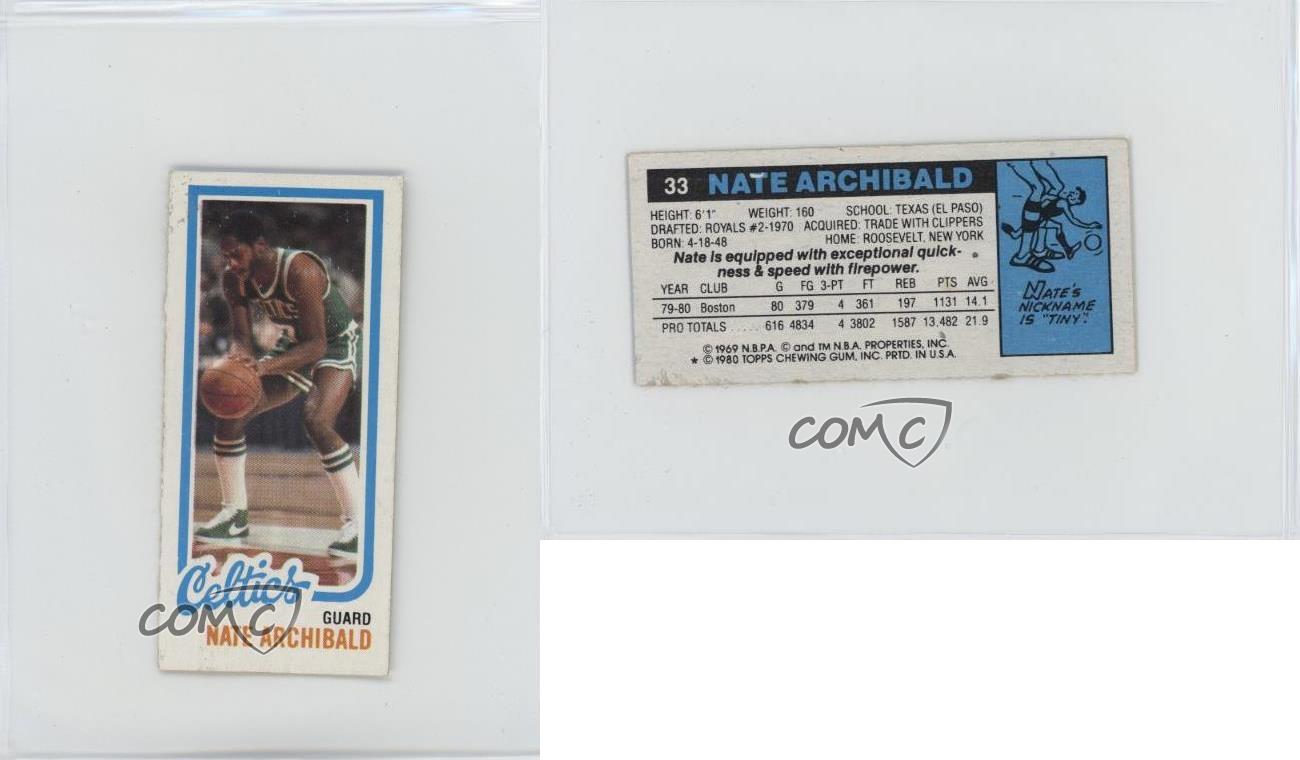 Celtics
GUARD
NATE ARCHIBALD
COMC
33 NATE ARCHIBALD
HEIGHT: 6'1" WEIGHT: 160 SCHOOL: TEXAS (EL PASO)
DRAFTED: ROYALS #2-1970 ACQUIRED: TRADE WITH CLIPPERS
BORN: 4-18-48 HOME: ROOSEVELT, NEW YORK
Nate is equipped with exceptional quick-
ness & speed with firepower.
YEAR CLUB G FG 3-PT FT REB PTS AVG
79-80 Boston 80 379 4 361 197 1131 14.1
PRO TOTALS ..... 616 4834 4 3802 1587 13,482 21.9
© 1969 N.B.P.A. © and TM N.B.A. PROPERTIES, INC.
* © 1980 TOPPS CHEWING GUM, INC. PRTD. IN U.S.A.
NATE'S
NICKNAME
IS "TINY".
COMC